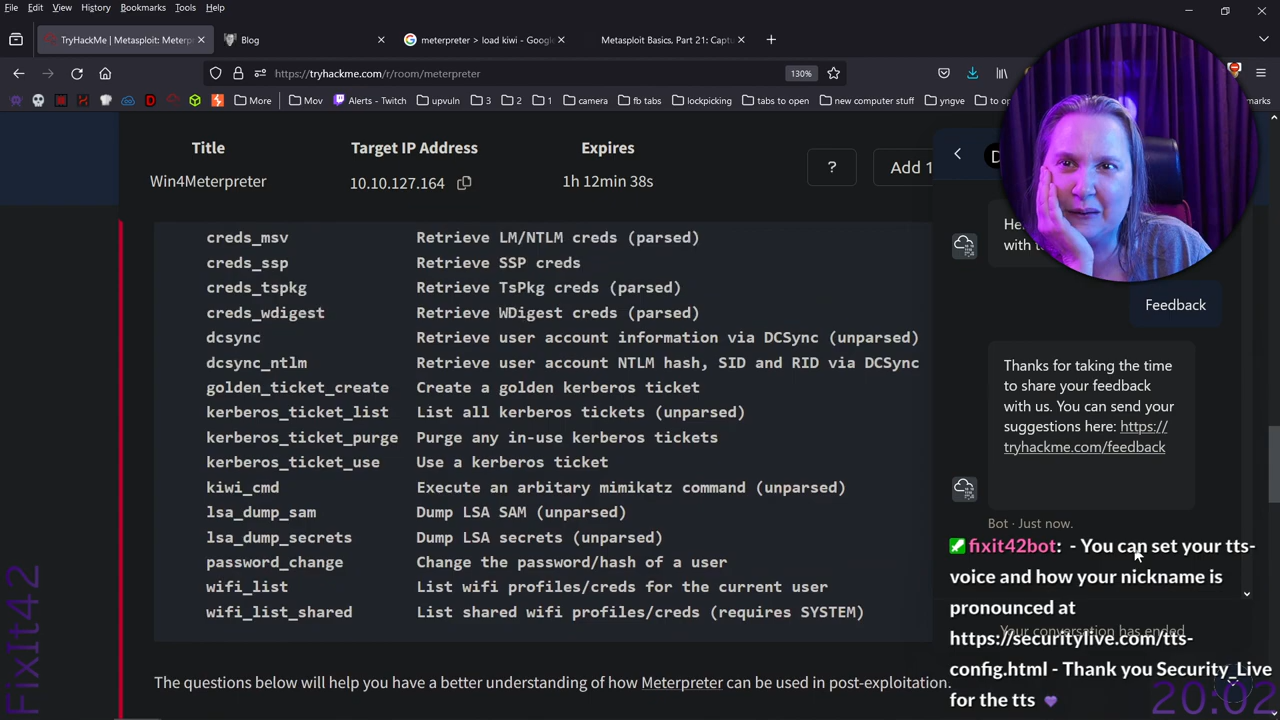 File Edit View History Bookmarks Tools Help
TryHackMe | Metasploit: Meterp
Blog
meterpreter > load kiwi - Google
Metasploit Basics, Part 21: Captu
https://tryhackme.com/r/room/meterpreter
130%
More
Mov
Alerts - Twitch
upvuln
3
2
1
camera
fb tabs
lockpicking
tabs to open
new computer stuff
yngve
to op
marks
Title
Target IP Address
Expires
Win4Meterpreter
10.10.127.164
1h 12min 38s
?
Add 1
creds_msv Retrieve LM/NTLM creds (parsed)
creds_ssp Retrieve SSP creds
creds_tspkg Retrieve TsPkg creds (parsed)
creds_wdigest Retrieve WDigest creds (parsed)
dcsync Retrieve user account information via DCSync (unparsed)
dcsync_ntlm Retrieve user account NTLM hash, SID and RID via DCSync
golden_ticket_create Create a golden kerberos ticket
kerberos_ticket_list List all kerberos tickets (unparsed)
kerberos_ticket_purge Purge any in-use kerberos tickets
kerberos_ticket_use Use a kerberos ticket
kiwi_cmd Execute an arbitary mimikatz command (unparsed)
lsa_dump_sam Dump LSA SAM (unparsed)
lsa_dump_secrets Dump LSA secrets (unparsed)
password_change Change the password/hash of a user
wifi_list List wifi profiles/creds for the current user
wifi_list_shared List shared wifi profiles/creds (requires SYSTEM)
The questions below will help you have a better understanding of how Meterpreter can be used in post-exploitation.
D
He
with t
Feedback
Thanks for taking the time
to share your feedback
with us. You can send your
suggestions here: https://
tryhackme.com/feedback
Bot · Just now.
Your conversation has ended
fixit42bot: - You can set your tts-
voice and how your nickname is
pronounced at
https://securitylive.com/tts-
config.html - Thank you Security_Live
for the tts
FixIt42
20:02